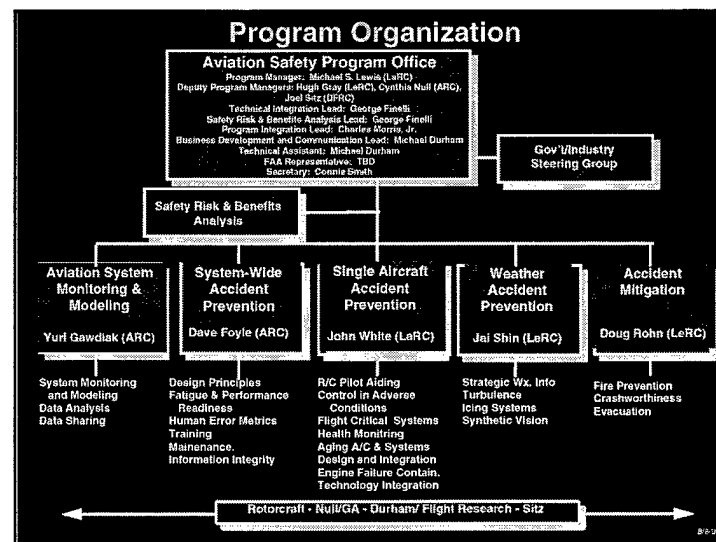 Program Organization
Aviation Safety Program Office
Program Manager: Michael S. Lewis (LaRC)
Deputy Program Managers: Hugh Gray (LeRC), Cynthia Null (ARC),
Joel Sitz (DFRC)
Technical Integration Lead: George Finelli
Safety Risk & Benefits Analysis Lead: George Finelli
Program Integration Lead: Charles Morris, Jr.
Business Development and Communication Lead: Michael Durham
Technical Assistant: Michael Durham
FAA Representative: TBD
Secretary: Connie Smith
Gov't/Industry
Steering Group
Safety Risk & Benefits
Analysis
Aviation System
Monitoring &
Modeling
Yuri Gawdiak (ARC)
System-Wide
Accident
Prevention
Dave Foyle (ARC)
Single Aircraft
Accident
Prevention
John White (LaRC)
Weather
Accident
Prevention
Jai Shin (LeRC)
Accident
Mitigation
Doug Rohn (LeRC)
System Monitoring
and Modeling
Data Analysis
Data Sharing
Design Principles
Fatigue & Performance
Readiness
Human Error Metrics
Training
Mainenance.
Information Integrity
R/C Pilot Aiding
Control in Adverse
Conditions
Flight Critical Systems
Health Monitring
Aging A/C & Systems
Design and Integration
Engine Failure Contain.
Technology Integration
Strategic Wx. Info
Turbulence
Icing Systems
Synthetic Vision
Fire Prevention
Crashworthiness
Evacuation
Rotorcraft - Null/GA - Durham/ Flight Research - Sitz